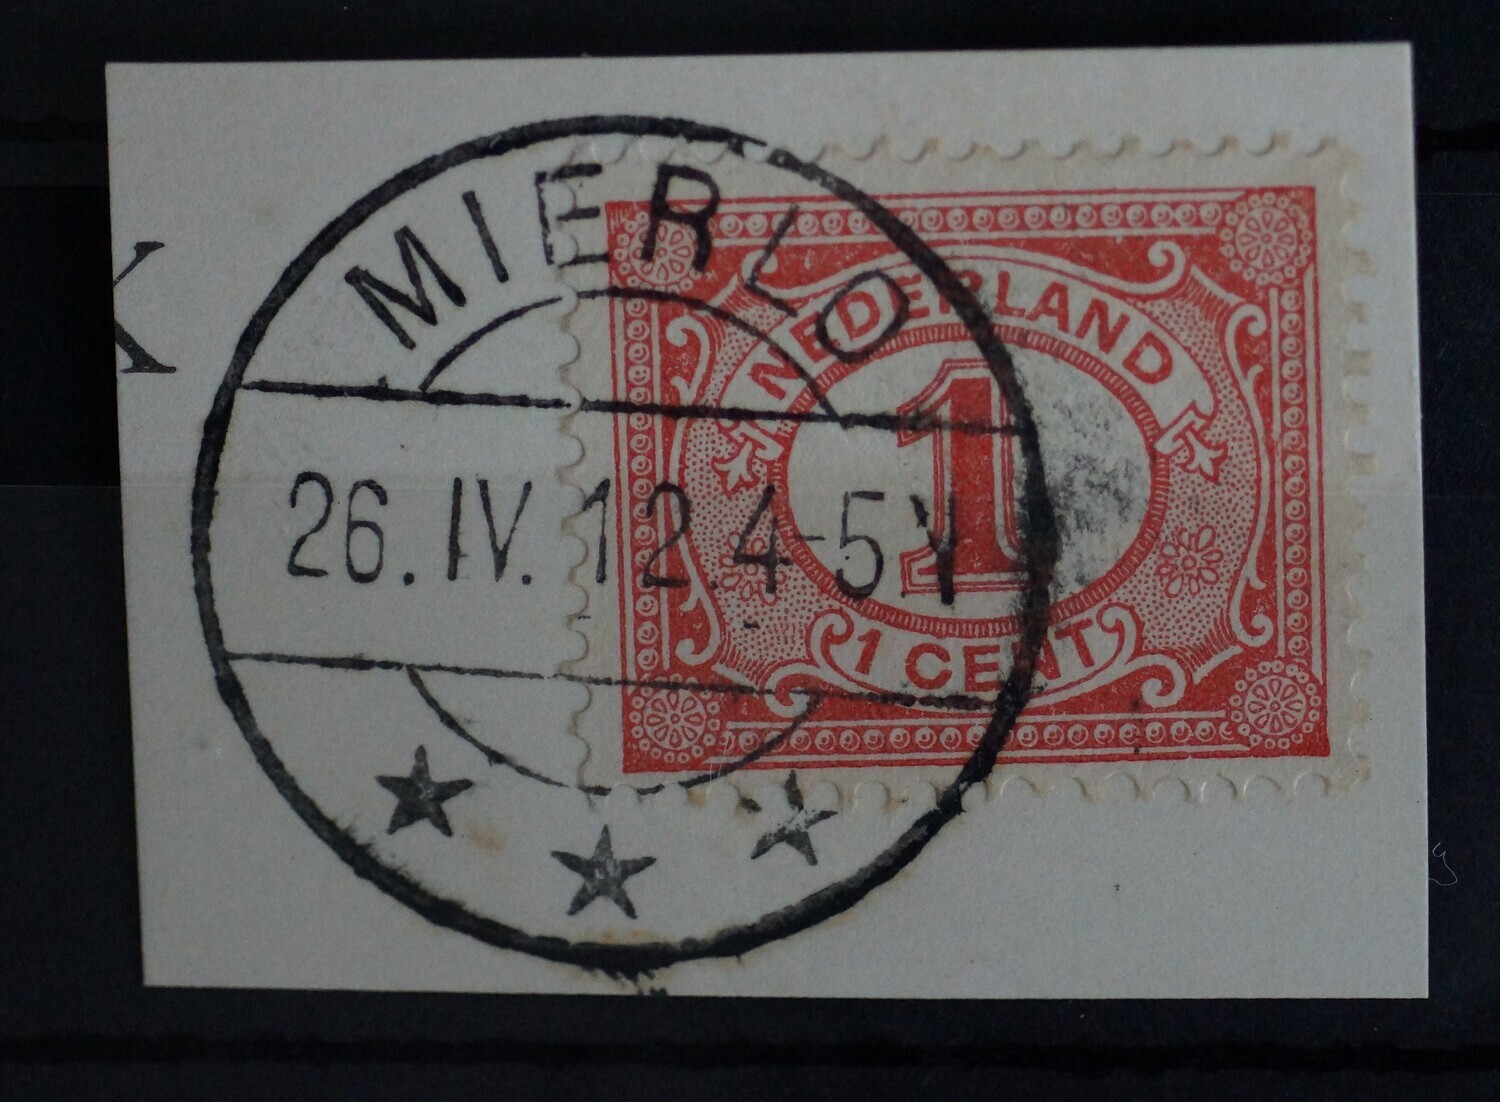 K
MIERLO
26.IV.12.4-5N
NEDERLAND
1
1 CENT